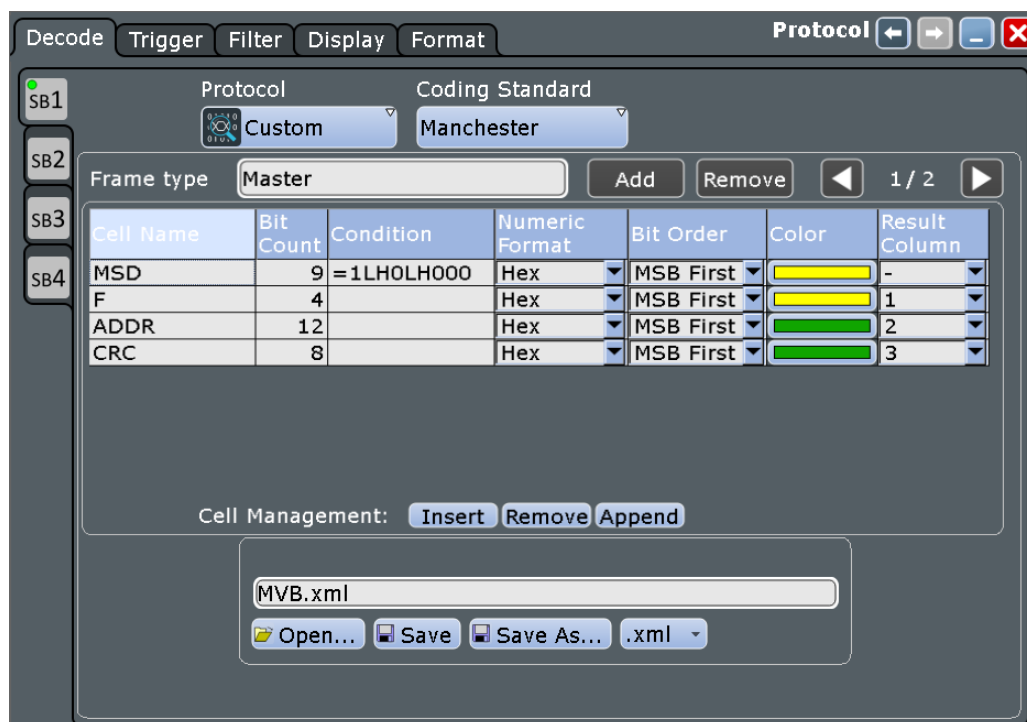 Decode Trigger Filter Display Format Protocol
SB1
SB2
SB3
SB4
Protocol Coding Standard
Custom Manchester
Frame type Master Add Remove 1 / 2
Cell Name Bit Count Condition Numeric Format Bit Order Color Result Column
MSD 9 =1LH0LH000 Hex MSB First -
F 4 Hex MSB First 1
ADDR 12 Hex MSB First 2
CRC 8 Hex MSB First 3
Cell Management: Insert Remove Append
MVB.xml
Open... Save Save As... .xml